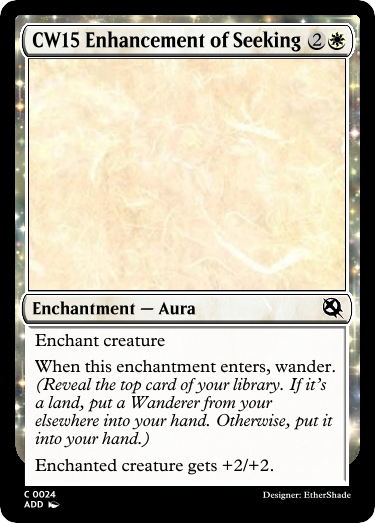 CW15 Enhancement of Seeking 2
Enchantment — Aura
Enchant creature
When this enchantment enters, wander.
(Reveal the top card of your library. If it's
a land, put a Wanderer from your
elsewhere into your hand. Otherwise, put it
into your hand.)
Enchanted creature gets +2/+2.
C 0024
ADD
Designer: EtherShade